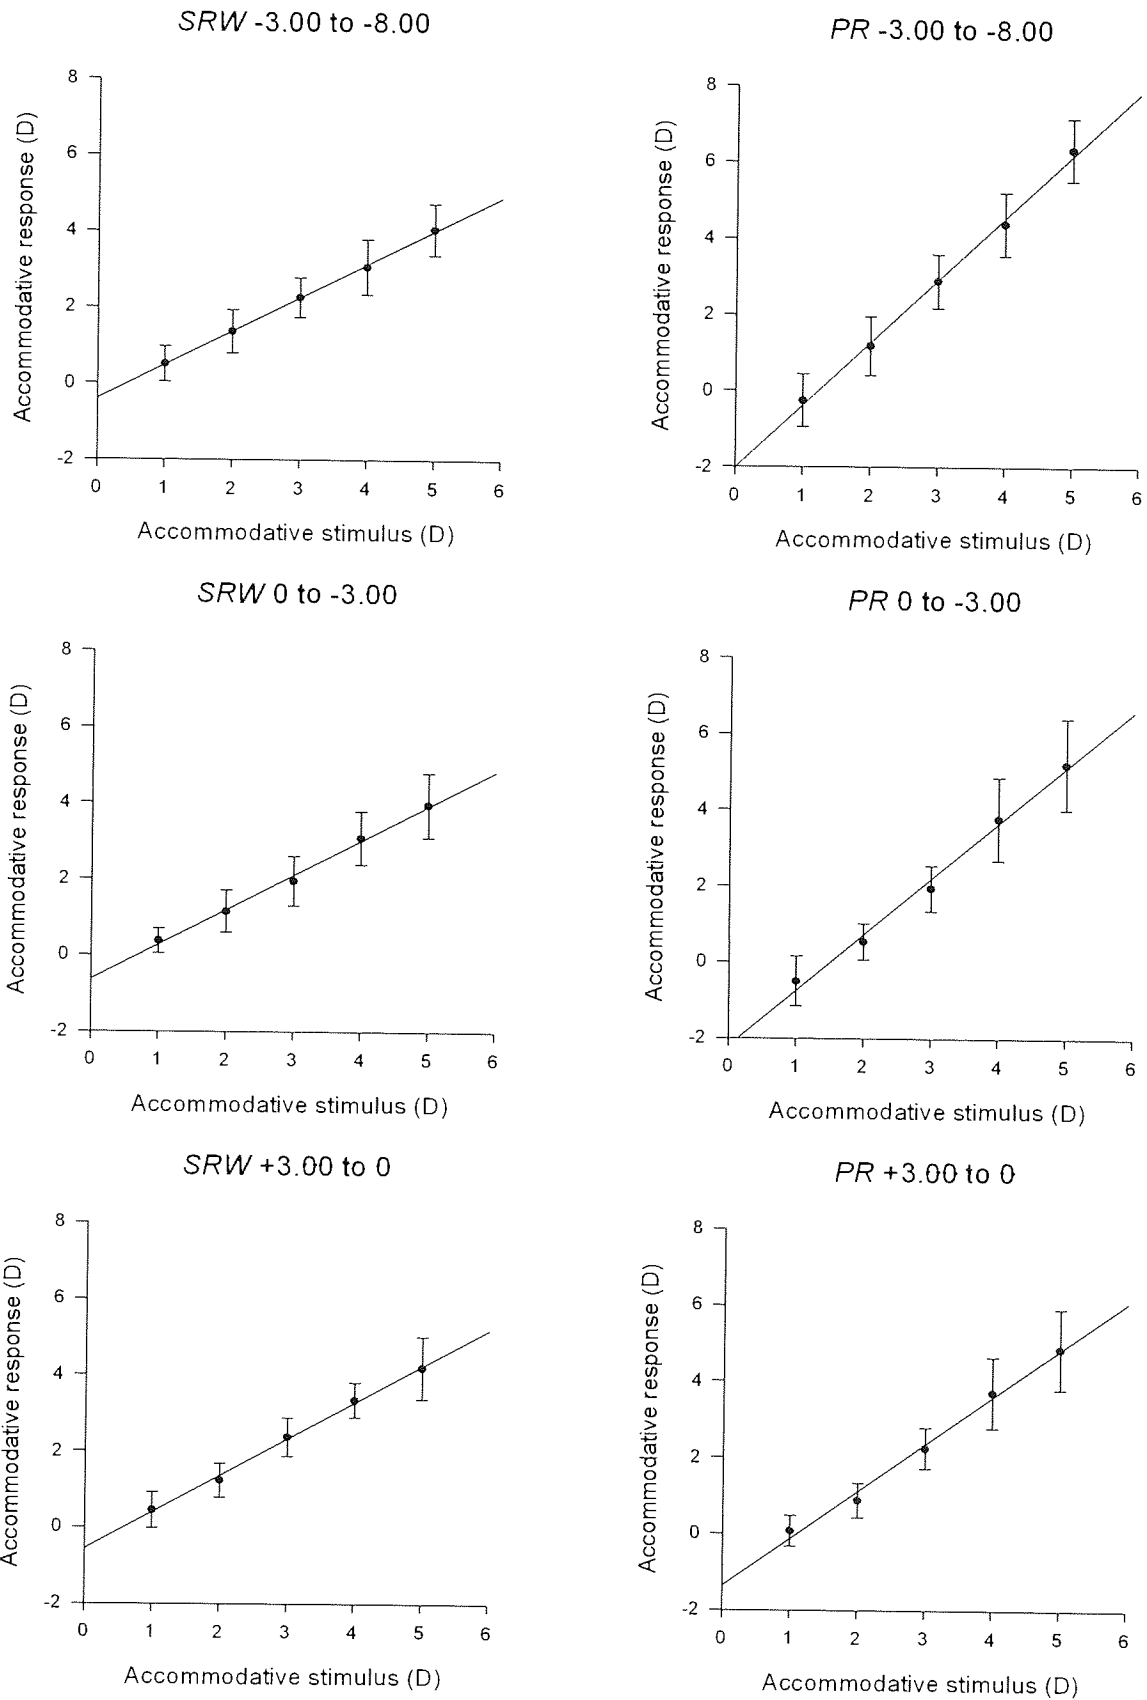 SRW -3.00 to -8.00
8
6
4
2
0
-2
Accommodative response (D)
0 1 2 3 4 5 6
Accommodative stimulus (D)
PR -3.00 to -8.00
8
6
4
2
0
-2
Accommodative response (D)
0 1 2 3 4 5 6
Accommodative stimulus (D)
SRW 0 to -3.00
8
6
4
2
0
-2
Accommodative response (D)
0 1 2 3 4 5 6
Accommodative stimulus (D)
PR 0 to -3.00
8
6
4
2
0
-2
Accommodative response (D)
0 1 2 3 4 5 6
Accommodative stimulus (D)
SRW +3.00 to 0
8
6
4
2
0
-2
Accommodative response (D)
0 1 2 3 4 5 6
Accommodative stimulus (D)
PR +3.00 to 0
8
6
4
2
0
-2
Accommodative response (D)
0 1 2 3 4 5 6
Accommodative stimulus (D)